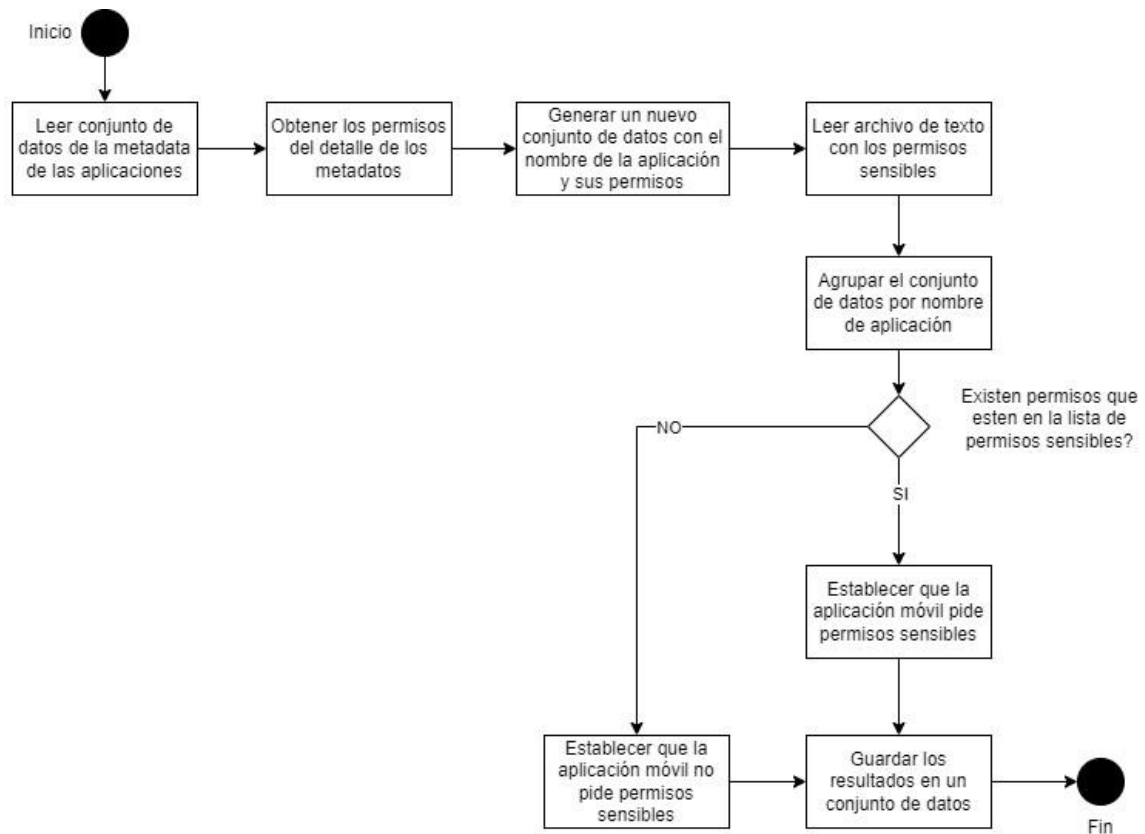 Inicio
Leer conjunto de
datos de la metadata
de las aplicaciones
Obtener los permisos
del detalle de los
metadatos
Generar un nuevo
conjunto de datos con el
nombre de la aplicación
y sus permisos
Leer archivo de texto
con los permisos
sensibles
Agrupar el conjunto
de datos por nombre
de aplicación
Existen permisos que
esten en la lista de
permisos sensibles?
NO
SI
Establecer que la
aplicación móvil pide
permisos sensibles
Establecer que la
aplicación móvil no
pide permisos
sensibles
Guardar los
resultados en un
conjunto de datos
Fin